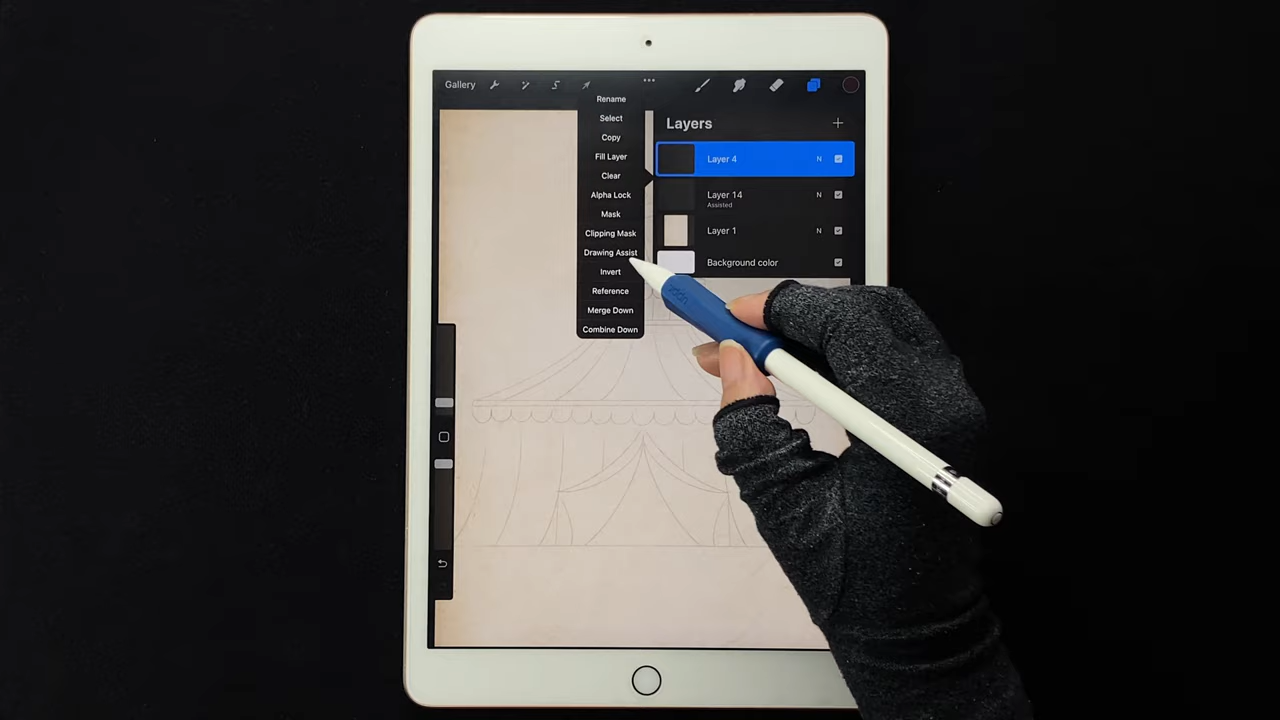 Gallery
Rename
Select
Copy
Fill Layer
Clear
Alpha Lock
Mask
Clipping Mask
Drawing Assist
Invert
Reference
Merge Down
Combine Down
Layers
Layer 4 N
Layer 14 N
Assisted
Layer 1 N
Background color